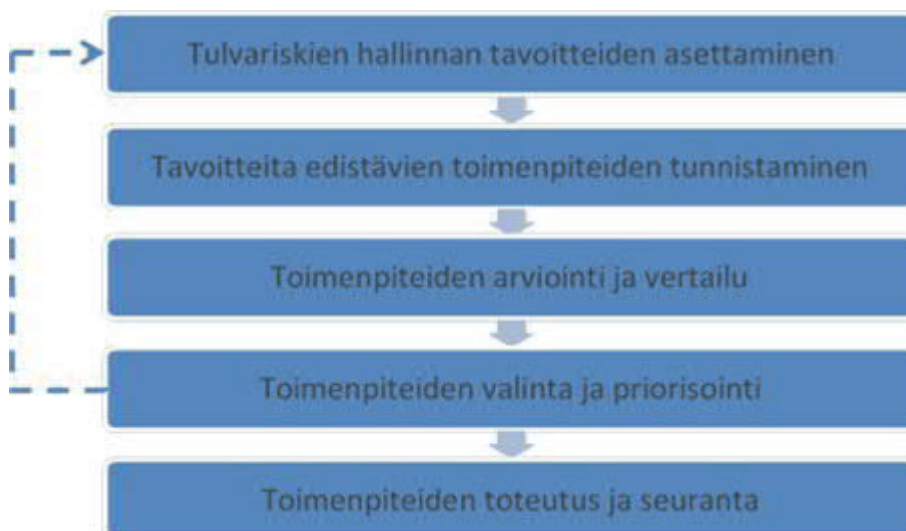 Tulvariskien hallinnan tavoitteiden asettaminen
Tavoitteita edistävien toimenpiteiden tunnistaminen
Toimenpiteiden arviointi ja vertailu
Toimenpiteiden valinta ja priorisointi
Toimenpiteiden toteutus ja seuranta